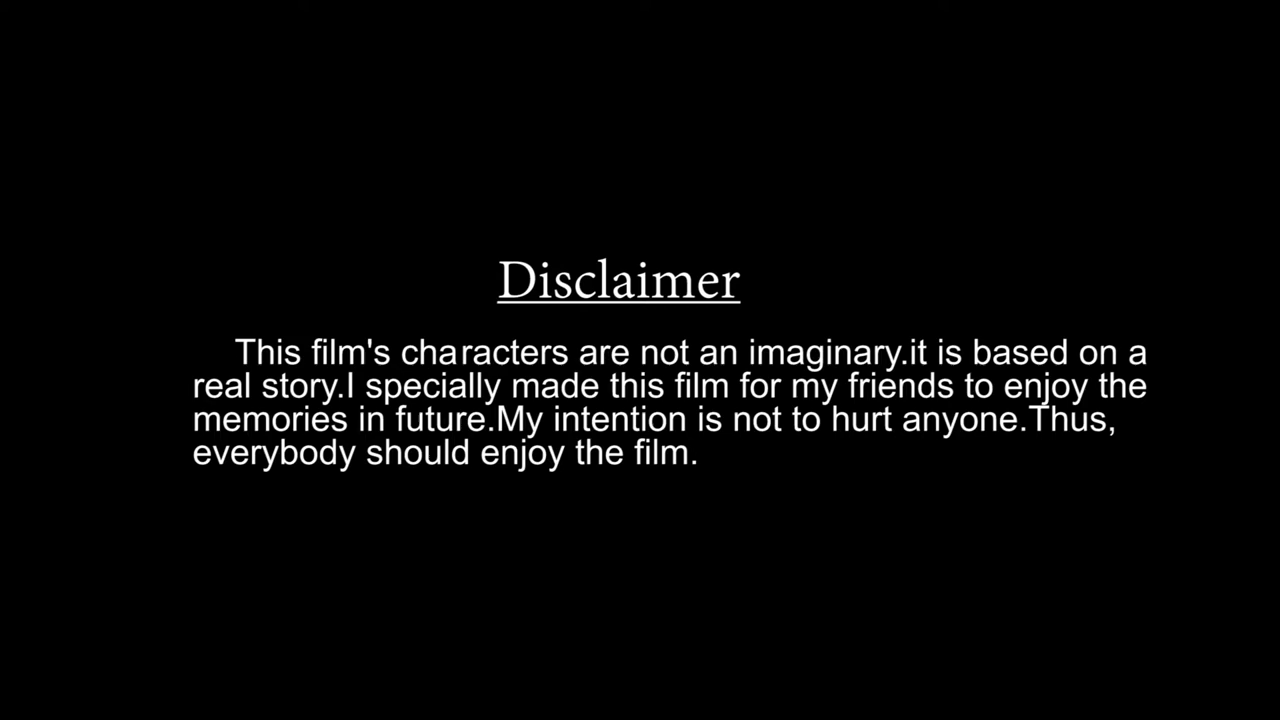 Disclaimer
This film's characters are not an imaginary.it is based on a
real story.I specially made this film for my friends to enjoy the
memories in future.My intention is not to hurt anyone.Thus,
everybody should enjoy the film.